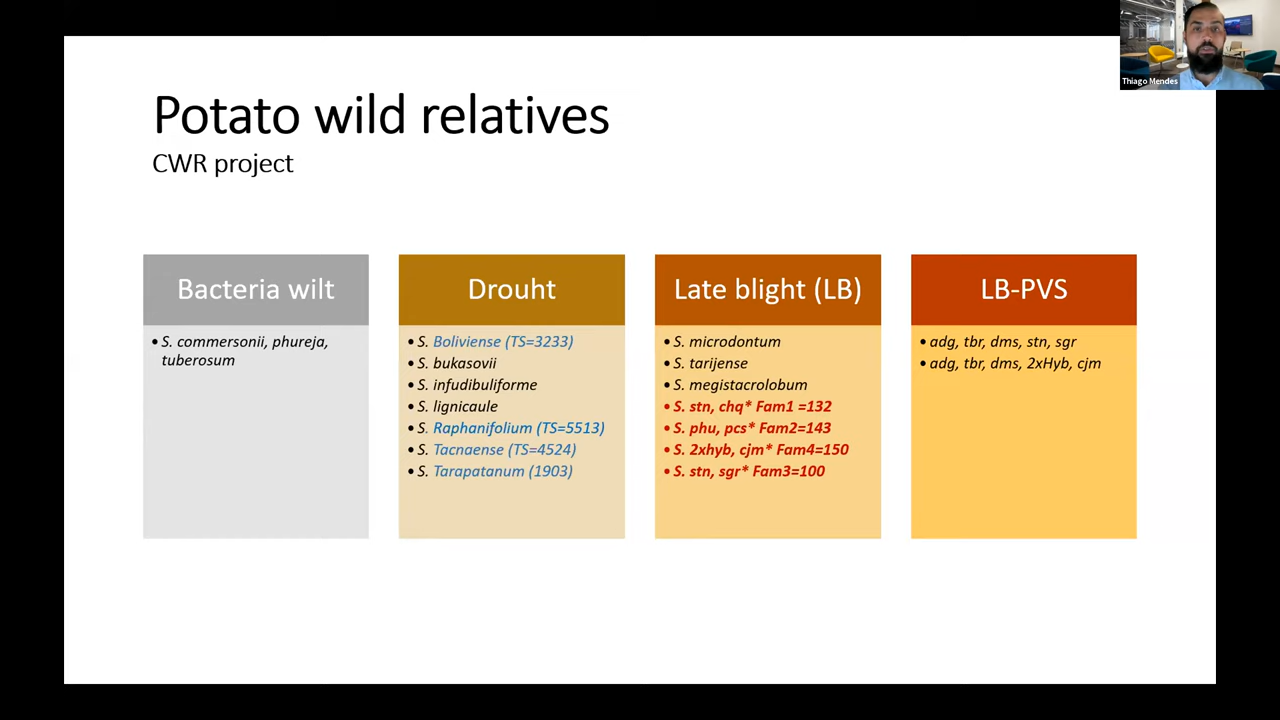 Thiago Mendes
Potato wild relatives
CWR project
Bacteria wilt
• S. commersonii, phureja,
tuberosum
Drouht
• S. Boliviense (TS=3233)
• S. bukasovii
• S. infudibuliforme
• S. lignicaule
• S. Raphanifolium (TS=5513)
• S. Tacnaense (TS=4524)
• S. Tarapatanum (1903)
Late blight (LB)
• S. microdontum
• S. tarijense
• S. megistacrolobum
• S. stn, chq* Fam1 =132
• S. phu, pcs* Fam2=143
• S. 2xhyb, cjm* Fam4=150
• S. stn, sgr* Fam3=100
LB-PVS
• adg, tbr, dms, stn, sgr
• adg, tbr, dms, 2xHyb, cjm